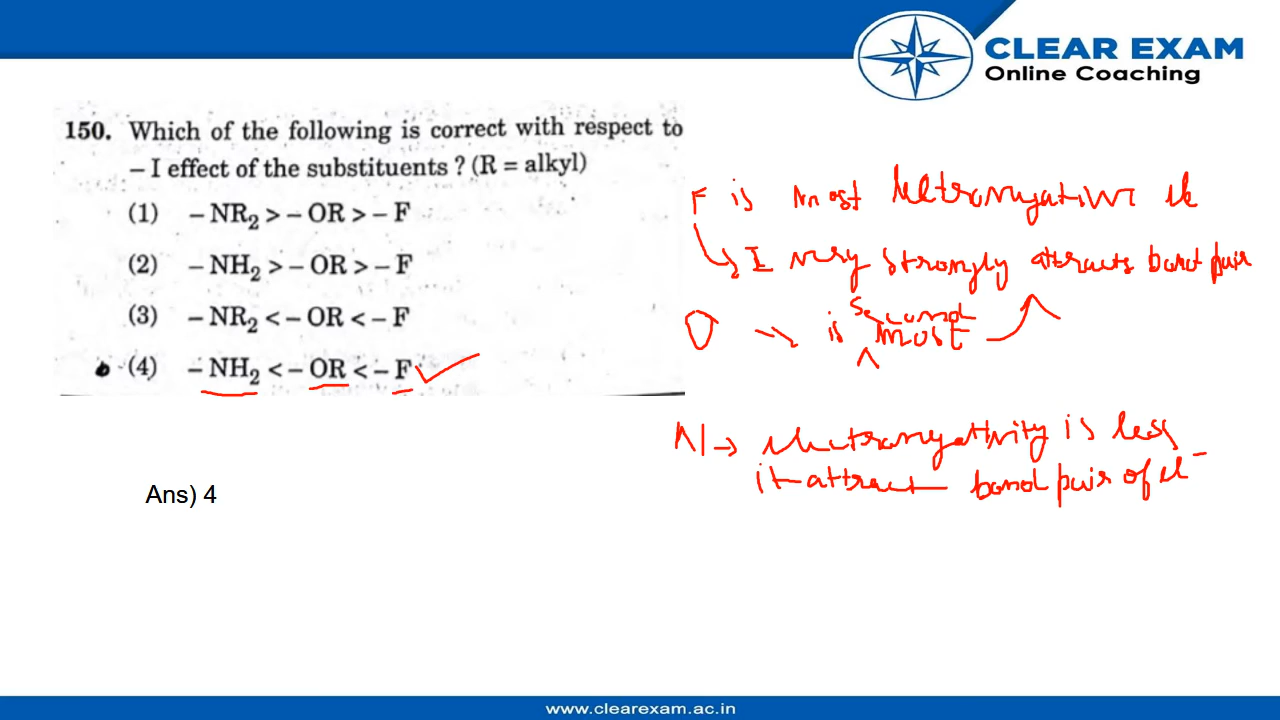 CLEAR EXAM
Online Coaching
150. Which of the following is correct with respect to
– I effect of the substituents ? (R = alkyl)
(1) – NR₂ > – OR > – F
(2) – NH₂ > – OR > – F
(3) – NR₂ < – OR < – F
(4) – NH₂ < – OR < – F
Ans) 4
F is most
I very strongly attracts bond pair
O → is second most
N → electronegativity is less
it attract bond pair of
www.clearexam.ac.in